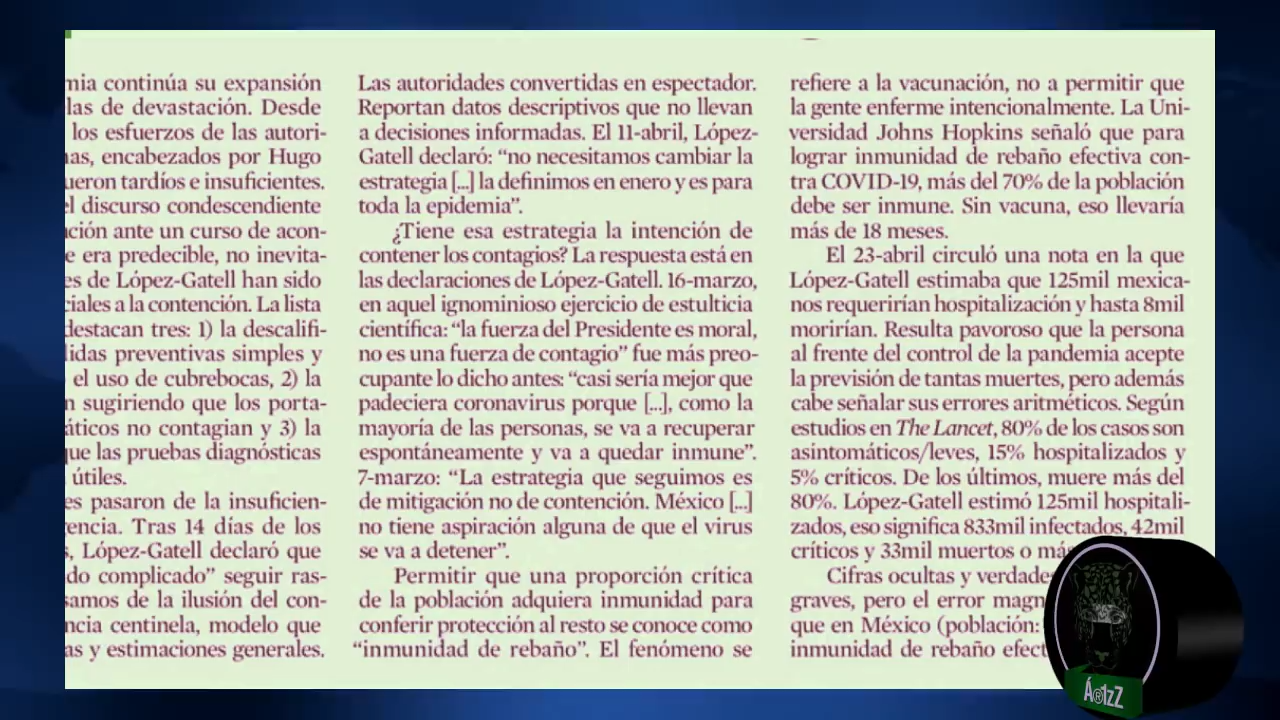 continúa su expansión
las de devastación. Desde
los esfuerzos de las autori-
encabezados por Hugo
tardíos e insuficientes.
discurso condescendiente
ante un curso de acon-
era predecible, no inevita-
de López-Gatell han sido
a la contención. La lista
destacan tres: 1) la descalifi-
preventivas simples y
el uso de cubrebocas, 2) la
sugiriendo que los porta-
no contagian y 3) la
que las pruebas diagnósticas
útiles.
pasaron de la insuficien-
Tras 14 días de los
López-Gatell declaró que
complicado” seguir ras-
de la ilusión del con-
centinela, modelo que
y estimaciones generales.
Las autoridades convertidas en espectador.
Reportan datos descriptivos que no llevan
a decisiones informadas. El 11-abril, López-
Gatell declaró: “no necesitamos cambiar la
estrategia [...] la definimos en enero y es para
toda la epidemia”.
¿Tiene esa estrategia la intención de
contener los contagios? La respuesta está en
las declaraciones de López-Gatell. 16-marzo,
en aquel ignominioso ejercicio de estulticia
científica: “la fuerza del Presidente es moral,
no es una fuerza de contagio” fue más preo-
cupante lo dicho antes: “casi sería mejor que
padeciera coronavirus porque [...], como la
mayoría de las personas, se va a recuperar
espontáneamente y va a quedar inmune”.
7-marzo: “La estrategia que seguimos es
de mitigación no de contención. México [...]
no tiene aspiración alguna de que el virus
se va a detener”.
Permitir que una proporción crítica
de la población adquiera inmunidad para
conferir protección al resto se conoce como
“inmunidad de rebaño”. El fenómeno se
refiere a la vacunación, no a permitir que
la gente enferme intencionalmente. La Uni-
versidad Johns Hopkins señaló que para
lograr inmunidad de rebaño efectiva con-
tra COVID-19, más del 70% de la población
debe ser inmune. Sin vacuna, eso llevaría
más de 18 meses.
El 23-abril circuló una nota en la que
López-Gatell estimaba que 125mil mexica-
nos requerirían hospitalización y hasta 8mil
morirían. Resulta pavoroso que la persona
al frente del control de la pandemia acepte
la previsión de tantas muertes, pero además
cabe señalar sus errores aritméticos. Según
estudios en The Lancet, 80% de los casos son
asintomáticos/leves, 15% hospitalizados y
5% críticos. De los últimos, muere más del
80%. López-Gatell estimó 125mil hospitali-
zados, eso significa 833mil infectados, 42mil
críticos y 33mil muertos o más
Cifras ocultas y
graves, pero el error
que en México (población:
inmunidad de rebaño